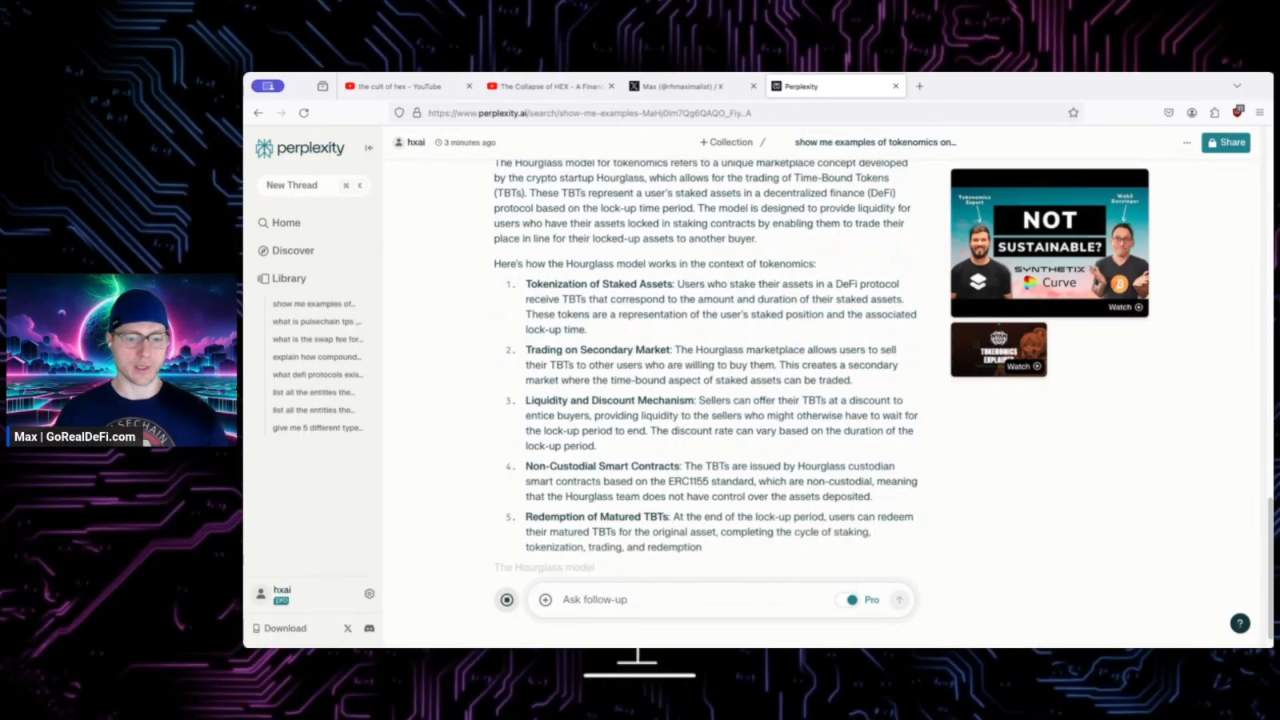 the cult of hex - YouTube
The Collapse of HEX - A Financ
Max (@rhmaximalist) / X
Perplexity
https://www.perplexity.ai/search/show-me-examples-MaHj0Im7Qg6QAQO_Fiy_.A
perplexity
hxai
3 minutes ago
Collection /
show me examples of tokenomics on...
Share
New Thread
K
Home
Discover
Library
show me examples of...
what is pulsechain tps ,...
what is the swap fee for...
explain how compound...
what defi protocols exis...
list all the entities the...
list all the entities the...
give me 5 different type...
The Hourglass model for tokenomics refers to a unique marketplace concept developed
by the crypto startup Hourglass, which allows for the trading of Time-Bound Tokens
(TBTs). These TBTs represent a user's staked assets in a decentralized finance (DeFi)
protocol based on the lock-up time period. The model is designed to provide liquidity for
users who have their assets locked in staking contracts by enabling them to trade their
place in line for their locked-up assets to another buyer.
Here's how the Hourglass model works in the context of tokenomics:
1. Tokenization of Staked Assets: Users who stake their assets in a DeFi protocol
receive TBTs that correspond to the amount and duration of their staked assets.
These tokens are a representation of the user's staked position and the associated
lock-up time.
2. Trading on Secondary Market: The Hourglass marketplace allows users to sell
their TBTs to other users who are willing to buy them. This creates a secondary
market where the time-bound aspect of staked assets can be traded.
3. Liquidity and Discount Mechanism: Sellers can offer their TBTs at a discount to
entice buyers, providing liquidity to the sellers who might otherwise have to wait for
the lock-up period to end. The discount rate can vary based on the duration of the
lock-up period.
4. Non-Custodial Smart Contracts: The TBTs are issued by Hourglass custodian
smart contracts based on the ERC1155 standard, which are non-custodial, meaning
that the Hourglass team does not have control over the assets deposited.
5. Redemption of Matured TBTs: At the end of the lock-up period, users can redeem
their matured TBTs for the original asset, completing the cycle of staking,
tokenization, trading, and redemption
The Hourglass model
Ask follow-up
Pro
Tokenomics
Expert
Web3
Developer
NOT
SUSTAINABLE?
SYNTHETIX
Curve
Watch
TOKENOMICS
EXPLAINED
Watch
hxai
pro
Download
?
Max | GoRealDeFi.com